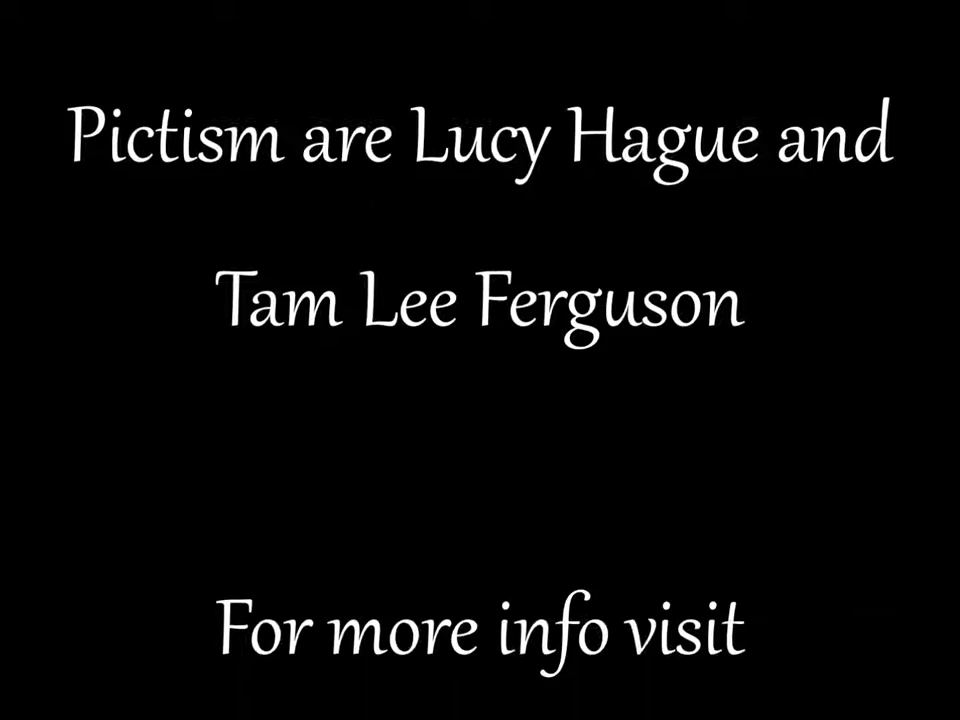 Pictism are Lucy Hague and
Tam Lee Ferguson
For more info visit